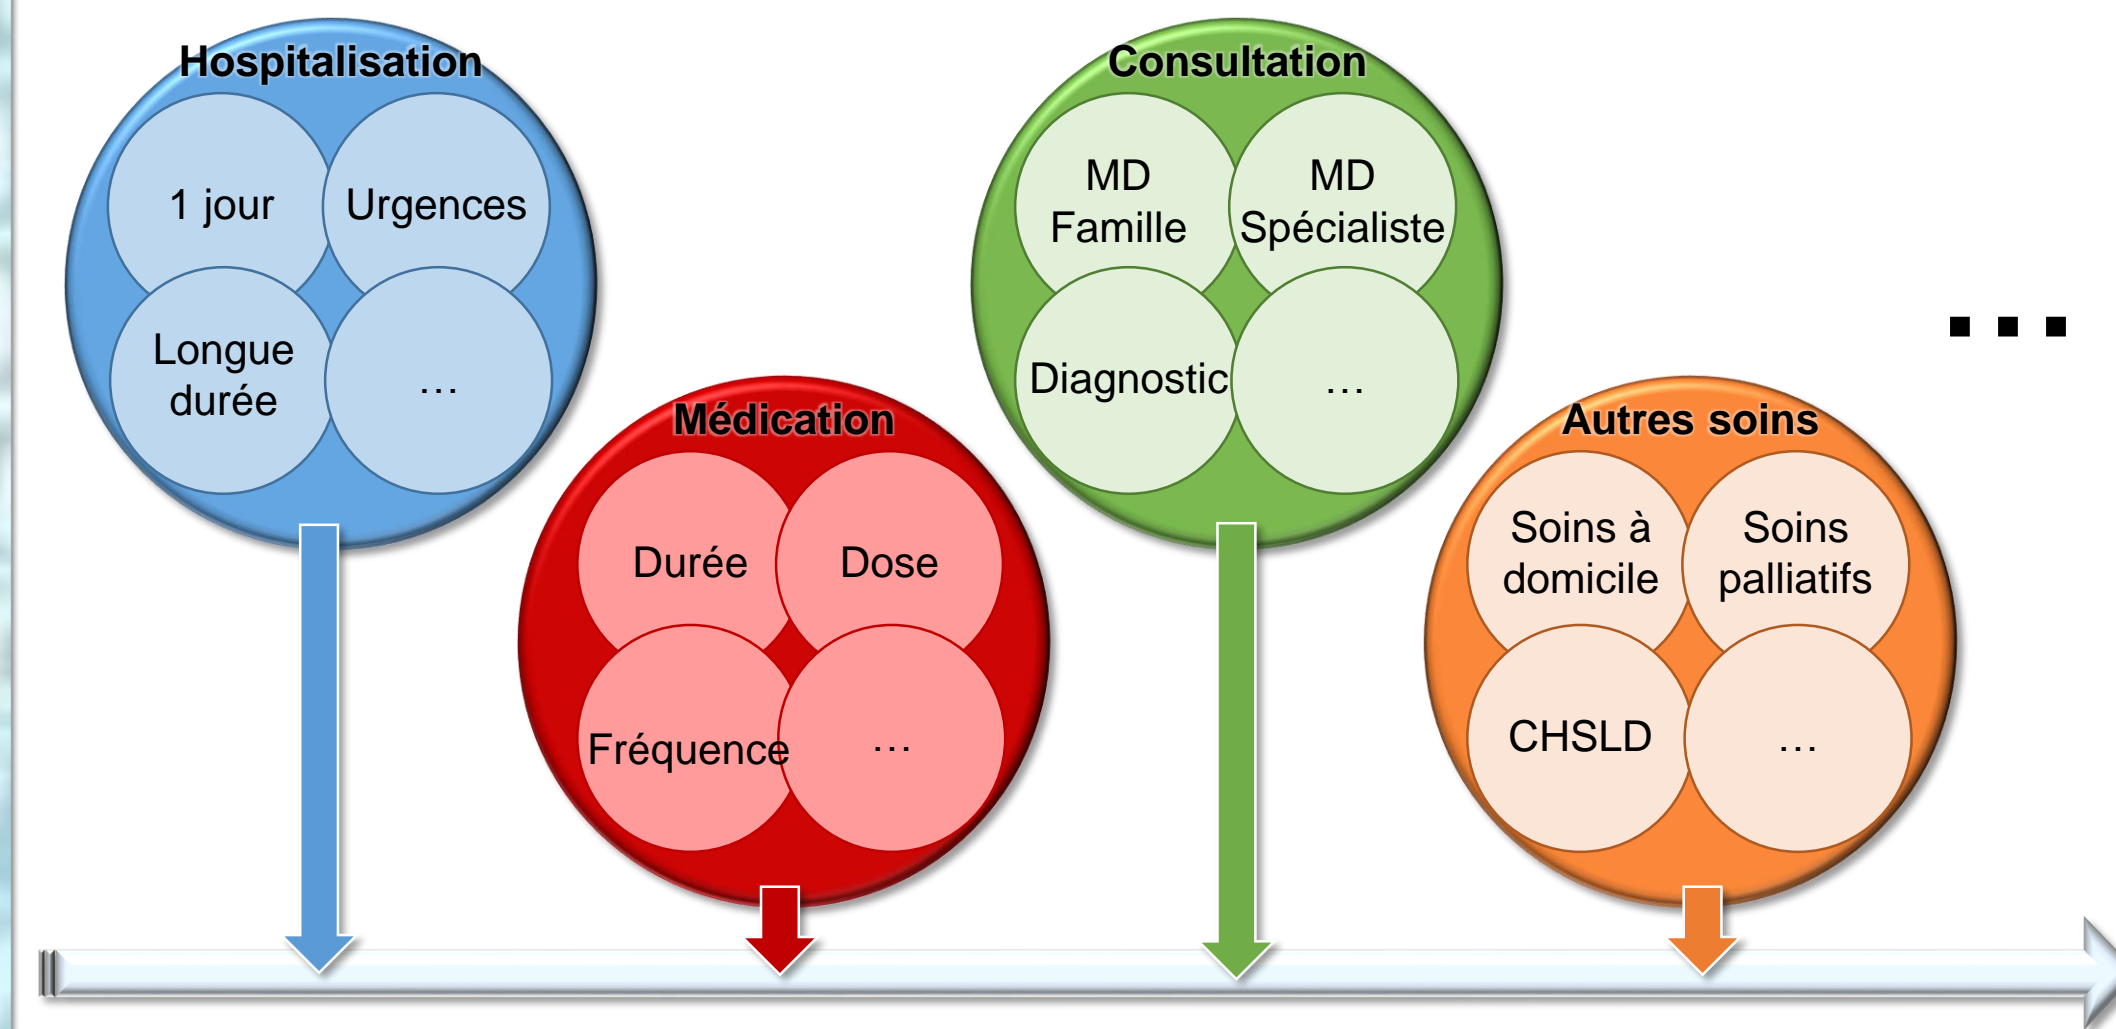 Hospitalisation
1 jour
Urgences
Longue
durée
…
Médication
Durée
Dose
Fréquence
…
Consultation
MD
Famille
MD
Spécialiste
Diagnostic
…
Autres soins
Soins à
domicile
Soins
palliatifs
CHSLD
…
…